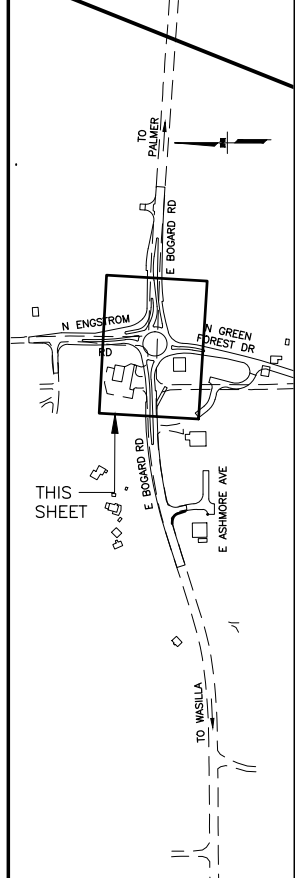 TO
PALMER
E BOGARD RD
N ENGSTROM
RD
N GREEN
FOREST DR
THIS
SHEET
E BOGARD RD
E ASHMORE AVE
TO WASILLA